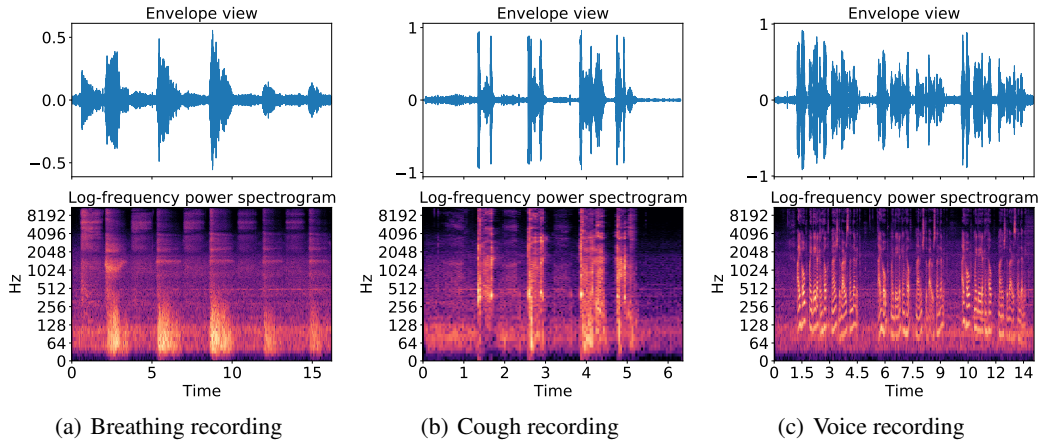 Envelope view
0.5
0.0
−0.5
Log-frequency power spectrogram
8192
4096
2048
1024
512
256
128
64
0
Hz
0 5 10 15
Time
(a) Breathing recording
Envelope view
1
0
−1
Log-frequency power spectrogram
8192
4096
2048
1024
512
256
128
64
0
Hz
0 1 2 3 4 5 6
Time
(b) Cough recording
Envelope view
1
0
−1
Log-frequency power spectrogram
8192
4096
2048
1024
512
256
128
64
0
Hz
0 1.5 3 4.5 6 7.5 9 10 12 14
Time
(c) Voice recording